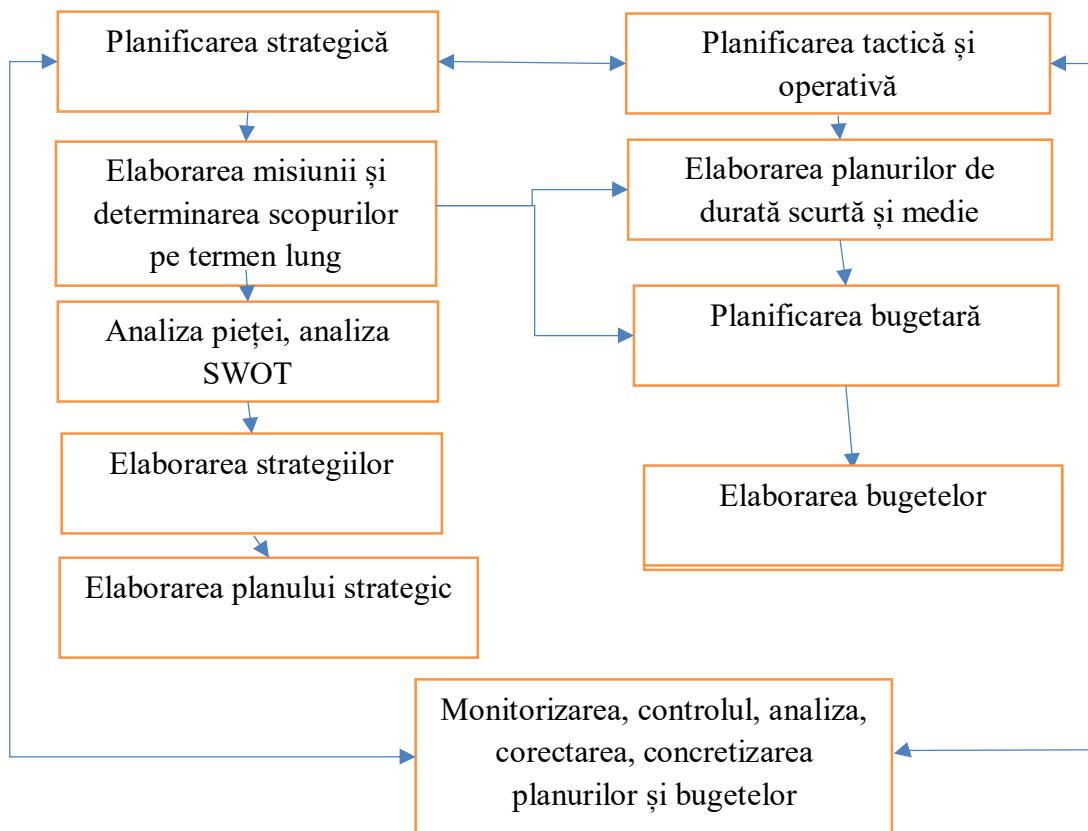 Planificarea strategică
Planificarea tactică și
operativă
Elaborarea misiunii și
determinarea scopurilor
pe termen lung
Elaborarea planurilor de
durată scurtă și medie
Analiza pieței, analiza
SWOT
Planificarea bugetară
Elaborarea strategiilor
Elaborarea bugetelor
Elaborarea planului strategic
Monitorizarea, controlul, analiza,
corectarea, concretizarea
planurilor și bugetelor